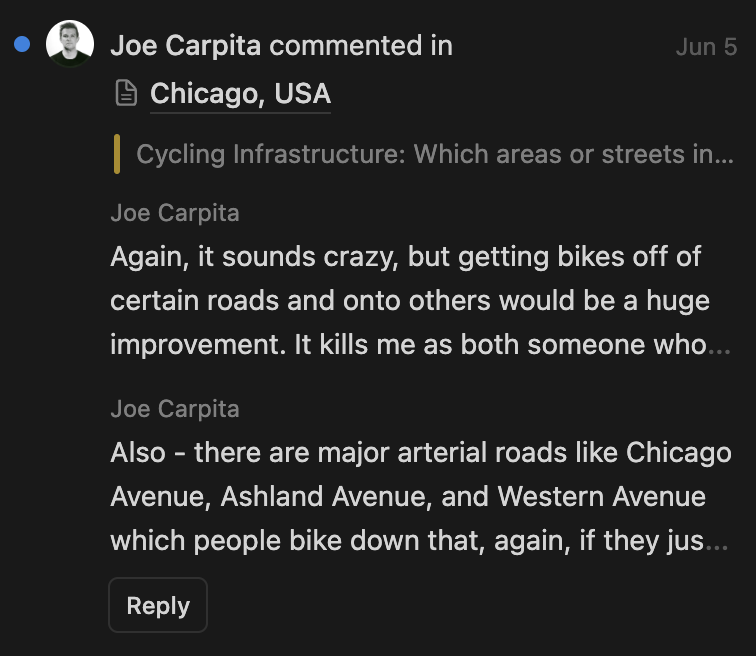 Joe Carpita commented in
Jun 5
Chicago, USA
Cycling Infrastructure: Which areas or streets in...
Joe Carpita
Again, it sounds crazy, but getting bikes off of
certain roads and onto others would be a huge
improvement. It kills me as both someone who...
Joe Carpita
Also - there are major arterial roads like Chicago
Avenue, Ashland Avenue, and Western Avenue
which people bike down that, again, if they jus...
Reply